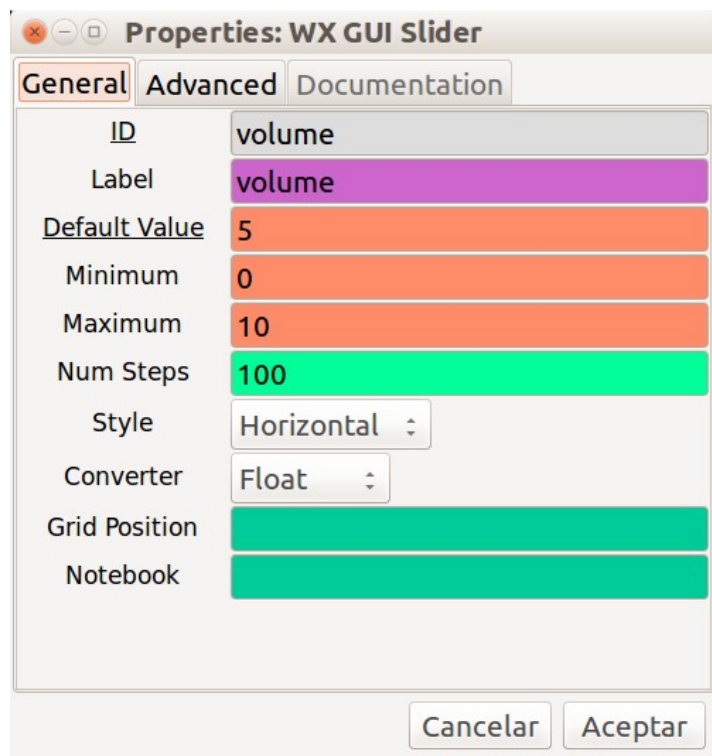 Properties: WX GUI Slider
General Advanced Documentation
ID volume
Label volume
Default Value 5
Minimum 0
Maximum 10
Num Steps 100
Style Horizontal
Converter Float
Grid Position
Notebook
Cancelar Aceptar